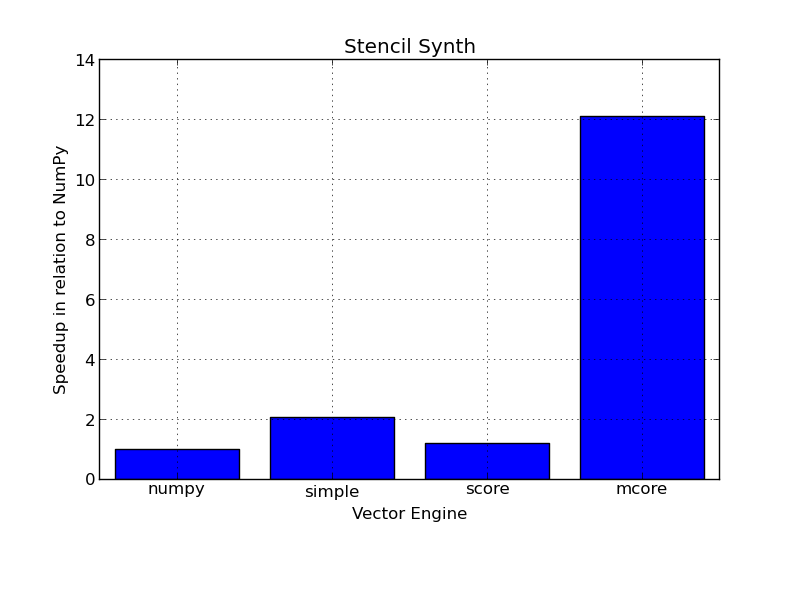 Stencil Synth
14
12
10
8
6
4
2
0
Speedup in relation to NumPy
numpy
simple
score
mcore
Vector Engine